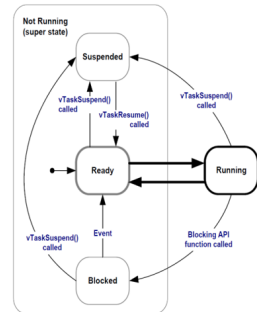 Not Running
(super state)
Suspended
vTaskSuspend()
called
vTaskSuspend()
called
vTaskResume()
called
Ready
Running
vTaskSuspend()
called
Event
Blocking API
function called
Blocked